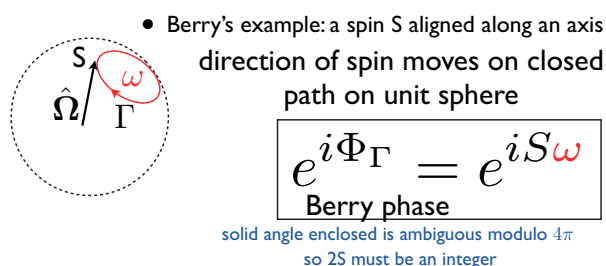 • Berry's example: a spin S aligned along an axis
direction of spin moves on closed
path on unit sphere
S
ω
Ω̂
Γ
e^{iΦ_Γ} = e^{iSω}
Berry phase
solid angle enclosed is ambiguous modulo 4π
so 2S must be an integer